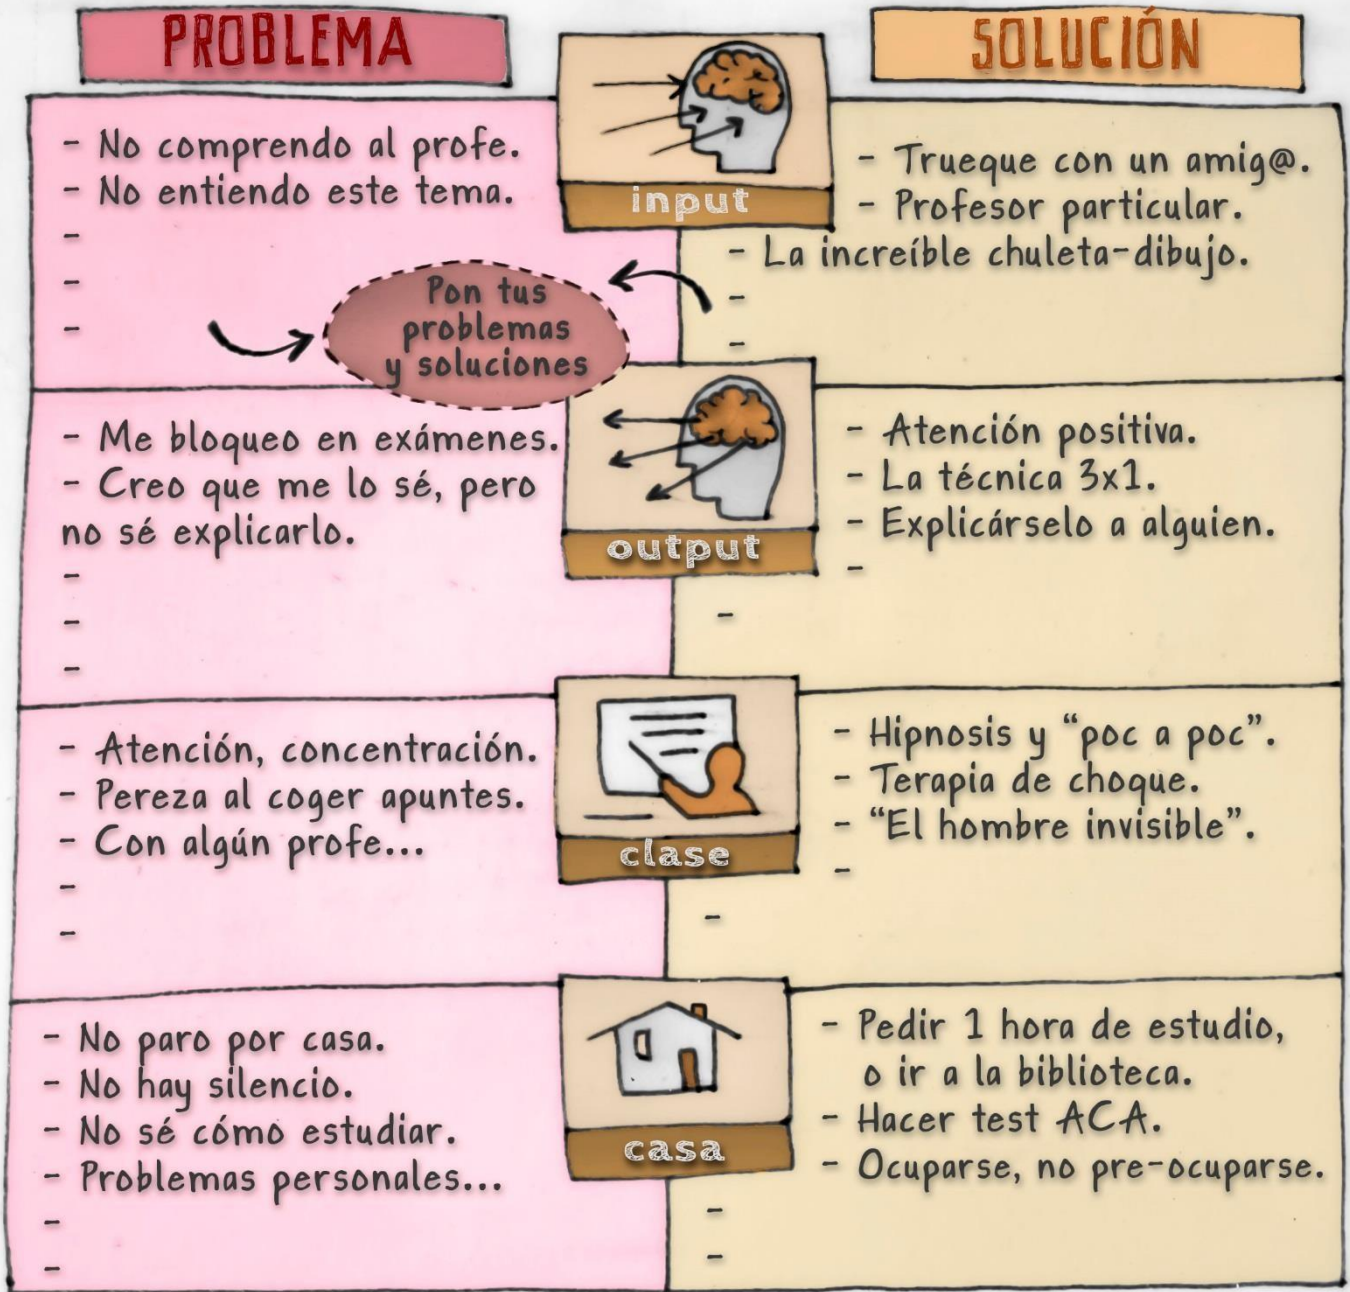 PROBLEMA
SOLUCIÓN
- No comprendo al profe.
- No entiendo este tema.
-
-
-
input
- Trueque con un amig@.
- Profesor particular.
- La increíble chuleta-dibujo.
-
-
Pon tus
problemas
y soluciones
- Me bloqueo en exámenes.
- Creo que me lo sé, pero
no sé explicarlo.
-
-
-
output
- Atención positiva.
- La técnica 3x1.
- Explicárselo a alguien.
-
-
- Atención, concentración.
- Pereza al coger apuntes.
- Con algún profe...
-
-
clase
- Hipnosis y “poc a poc”.
- Terapia de choque.
- “El hombre invisible”.
-
-
- No paro por casa.
- No hay silencio.
- No sé cómo estudiar.
- Problemas personales...
-
-
casa
- Pedir 1 hora de estudio,
o ir a la biblioteca.
- Hacer test ACA.
- Ocuparse, no pre-ocuparse.
-
-